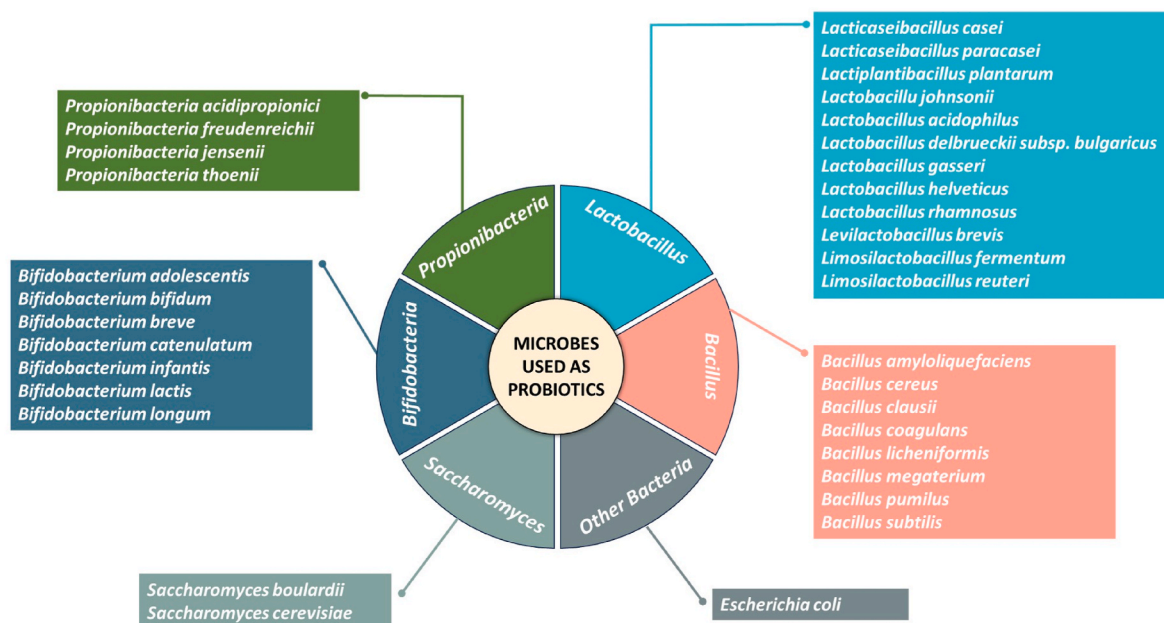 Propionibacteria acidipropionici
Propionibacteria freudenreichii
Propionibacteria jensenii
Propionibacteria thoenii
Lacticaseibacillus casei
Lacticaseibacillus paracasei
Lactiplantibacillus plantarum
Lactobacillu johnsonii
Lactobacillus acidophilus
Lactobacillus delbrueckii subsp. bulgaricus
Lactobacillus gasseri
Lactobacillus helveticus
Lactobacillus rhamnosus
Levilactobacillus brevis
Limosilactobacillus fermentum
Limosilactobacillus reuteri
Propionibacteria
Lactobacillus
Bifidobacterium adolescentis
Bifidobacterium bifidum
Bifidobacterium breve
Bifidobacterium catenulatum
Bifidobacterium infantis
Bifidobacterium lactis
Bifidobacterium longum
Bifidobacteria
MICROBES
USED AS
PROBIOTICS
Bacillus
Bacillus amyloliquefaciens
Bacillus cereus
Bacillus clausii
Bacillus coagulans
Bacillus licheniformis
Bacillus megaterium
Bacillus pumilus
Bacillus subtilis
Saccharomyces
Other Bacteria
Saccharomyces boulardii
Saccharomyces cerevisiae
Escherichia coli